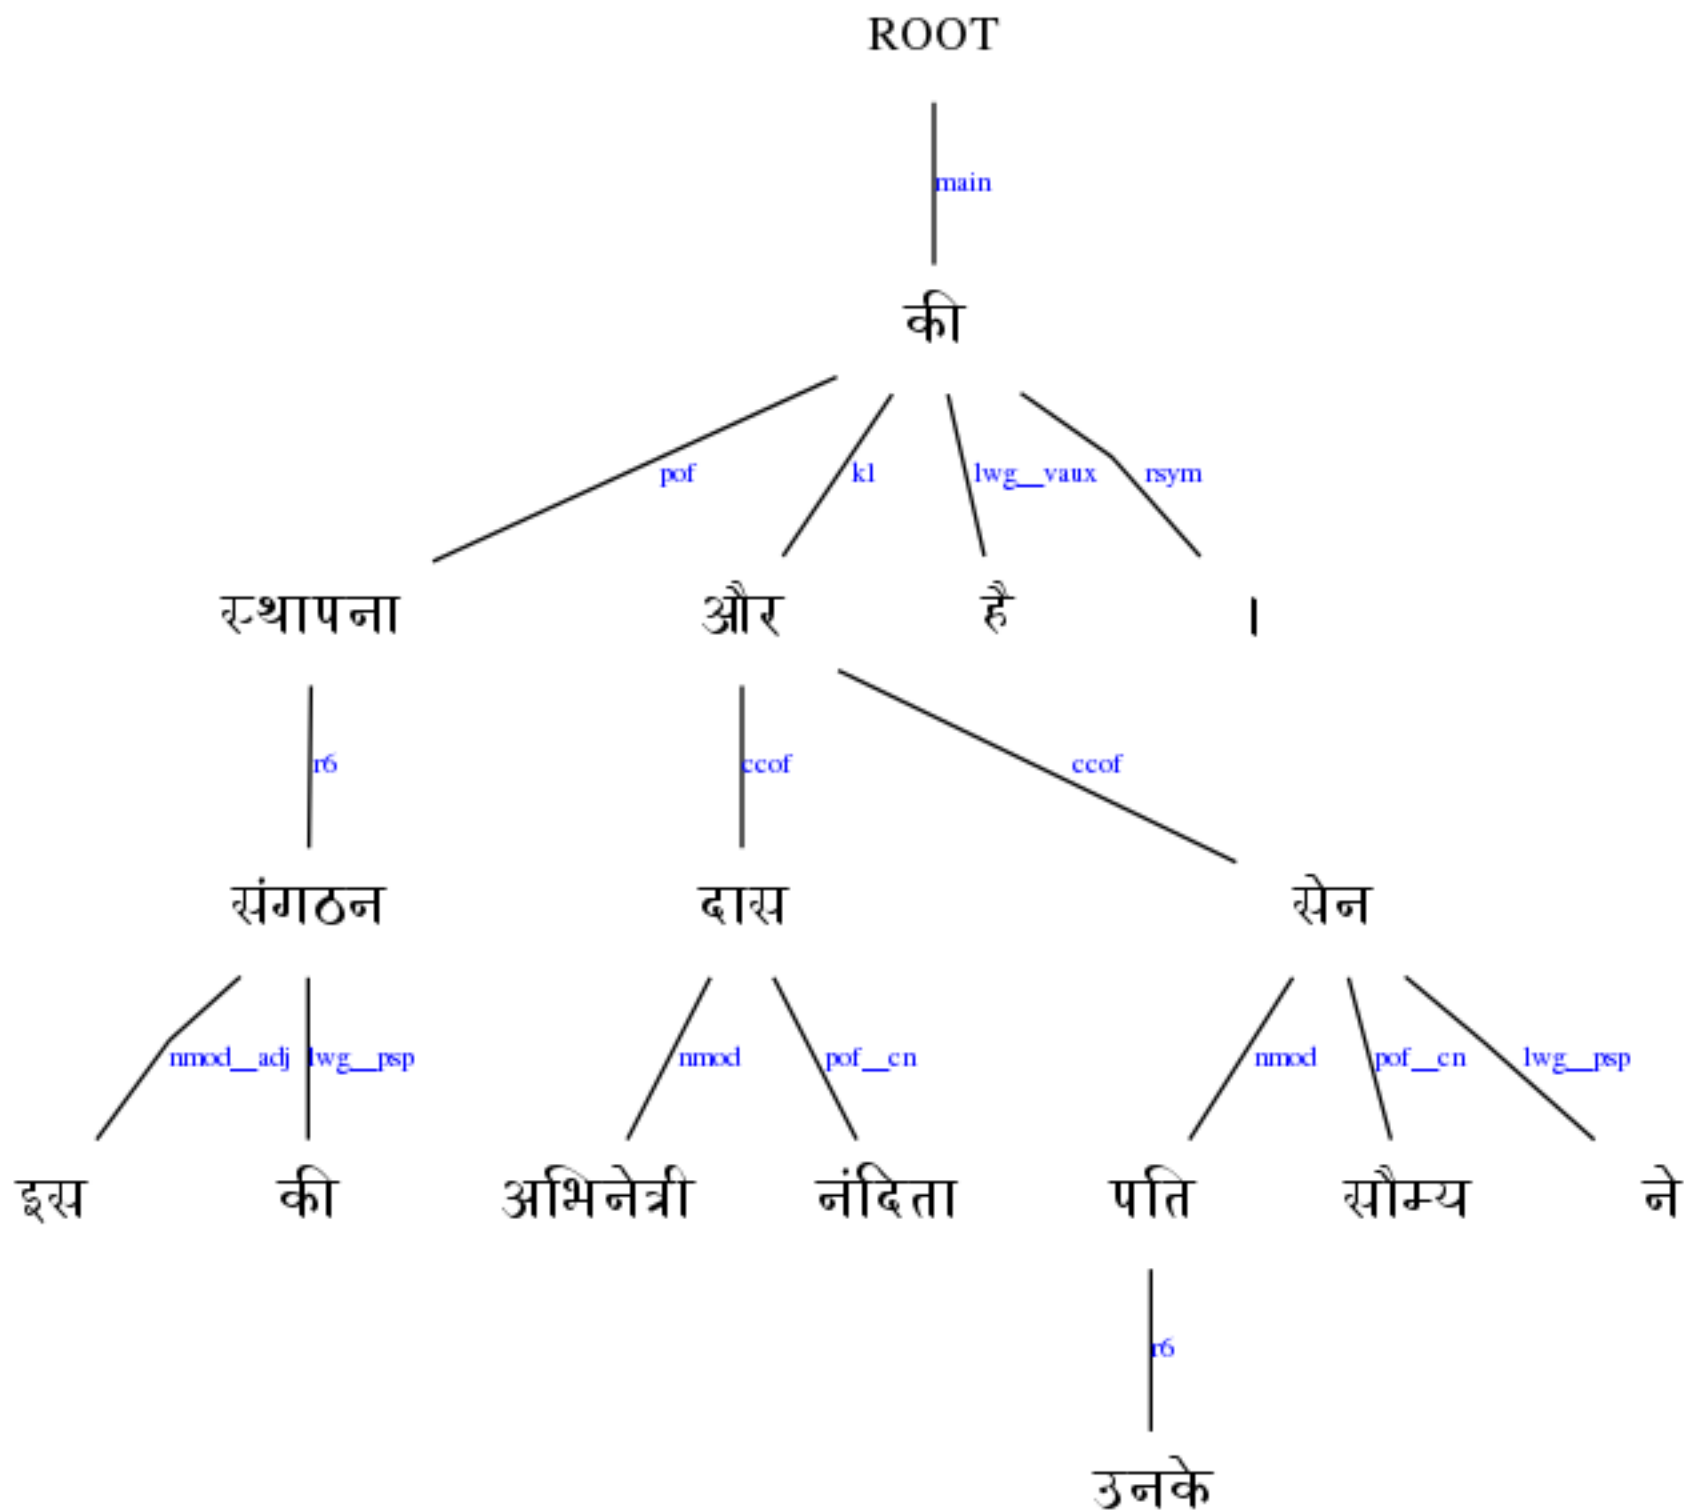 ROOT
main
की
pof k1 lwg__vaux rsym
स्थापना और है ।
r6 ccof ccof
संगठन दास सेन
nmod__adj lwg__psp nmod pof__cn nmod pof__cn lwg__psp
इस की अभिनेत्री नंदिता पति सौम्य ने
r6
उनके